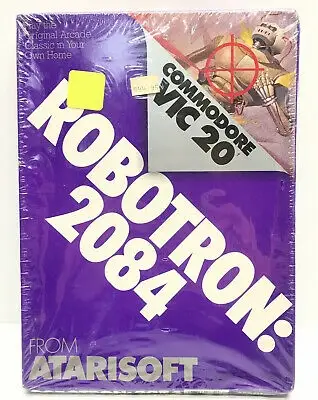 Play the
Original Arcade
Classic in Your
Own Home
COMMODORE
VIC 20
ROBOTRON:
2084
FROM
ATARISOFT